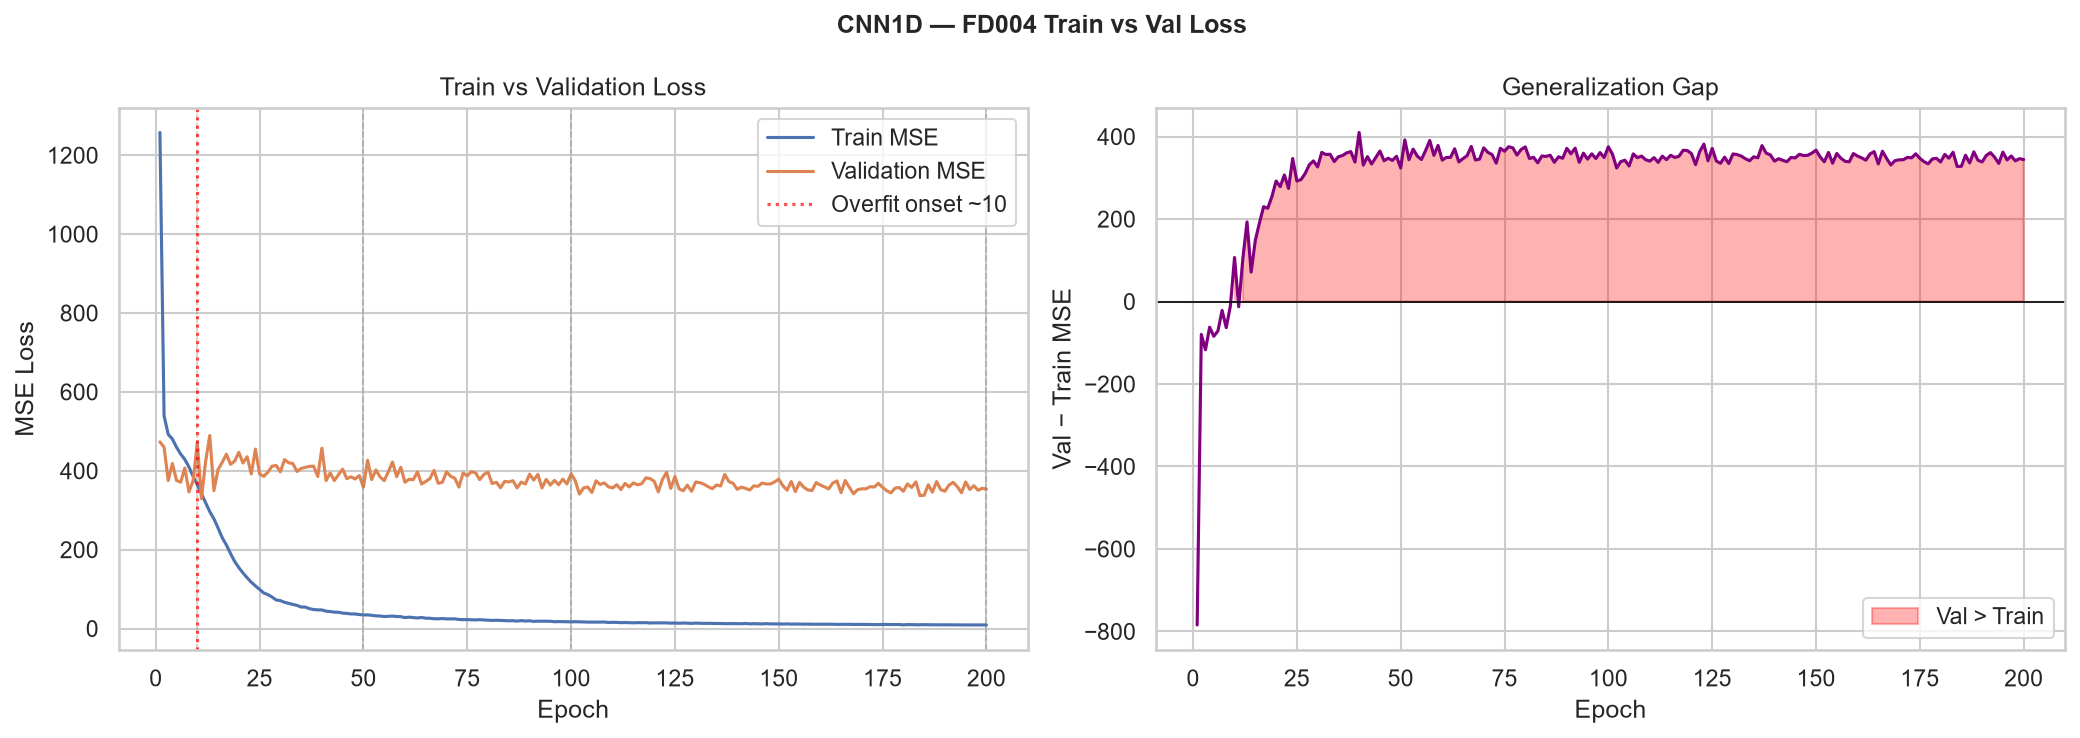 CNN1D — FD004 Train vs Val Loss
Train vs Validation Loss
MSE Loss
1200
1000
800
600
400
200
0
0 25 50 75 100 125 150 175 200
Epoch
Train MSE
Validation MSE
Overfit onset ~10
Generalization Gap
Val − Train MSE
400
200
0
−200
−400
−600
−800
0 25 50 75 100 125 150 175 200
Epoch
Val > Train